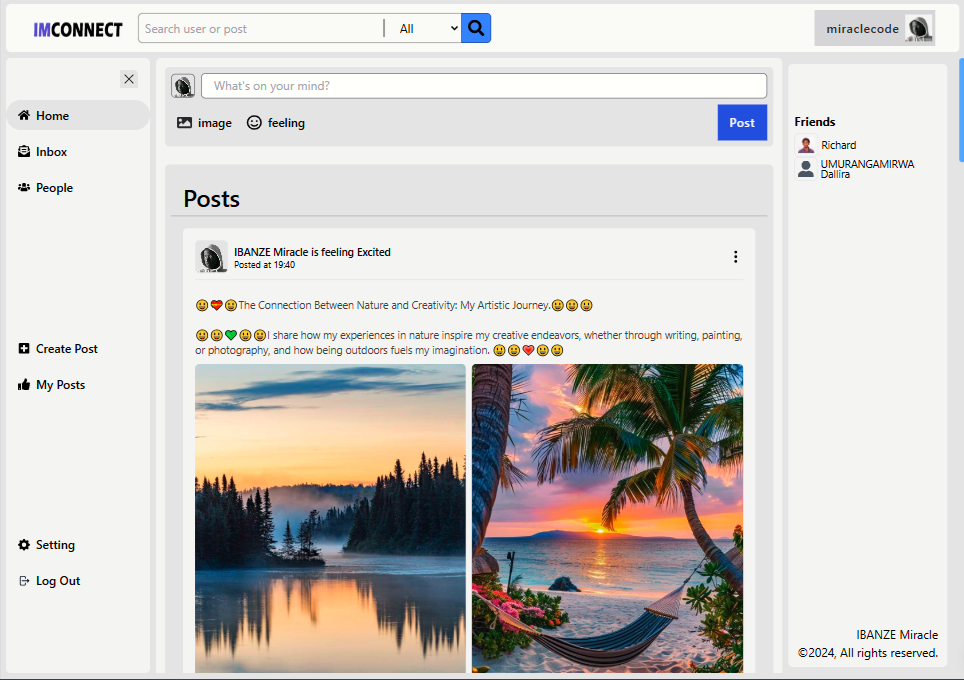 IMCONNECT
Search user or post
All
miraclecode
Home
Inbox
People
Create Post
My Posts
Setting
Log Out
What's on your mind?
image
feeling
Post
Posts
IBANZE Miracle is feeling Excited
Posted at 19:40
😀❤️😀The Connection Between Nature and Creativity: My Artistic Journey.😀😀😀
😀😀💚😀😀I share how my experiences in nature inspire my creative endeavors, whether through writing, painting,
or photography, and how being outdoors fuels my imagination. 😀😀❤️😀😀
Friends
Richard
UMURANGAMIRWA
Dallira
IBANZE Miracle
©2024, All rights reserved.